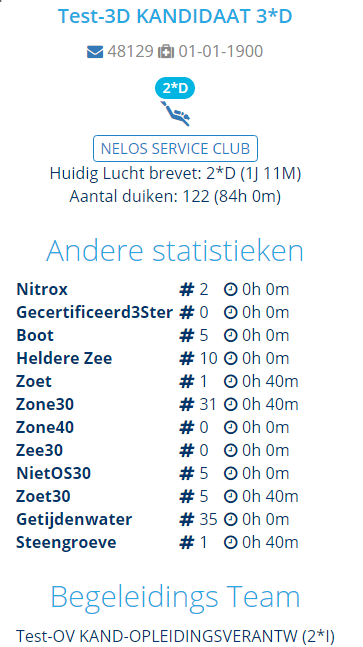 Test-3D KANDIDAAT 3*D
48129 01-01-1900
2*D
NELOS SERVICE CLUB
Huidig Lucht brevet: 2*D (1J 11M)
Aantal duiken: 122 (84h 0m)
Andere statistieken
Nitrox # 2 0h 0m
Gecertificeerd3Ster # 0 0h 0m
Boot # 5 0h 0m
Heldere Zee # 10 0h 0m
Zoet # 1 0h 40m
Zone30 # 31 0h 40m
Zone40 # 0 0h 0m
Zee30 # 0 0h 0m
NietOS30 # 5 0h 0m
Zoet30 # 5 0h 40m
Getijdenwater # 35 0h 0m
Steengroeve # 1 0h 40m
Begeleidings Team
Test-OV KAND-OPLEIDINGSVERANTW (2*I)